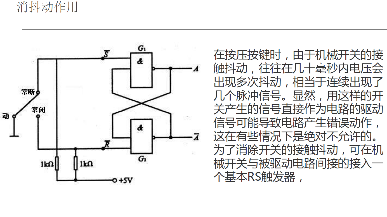 消抖动作用
在按压按键时，由于机械开关的接
触抖动，往往在几十毫秒内电压会
出现多次抖动，相当于连续出现了
几个脉冲信号。显然，用这样的开
关产生的信号直接作为电路的驱动
信号可能导致电路产生错误动作，
这在有些情况下是绝对不允许的。
为了消除开关的接触抖动，可在机
械开关与被驱动电路间接的接入一
个基本RS触发器，
G₁
S̅
&
A
常断
动
常闭
&
A̅
R̅
G₂
1kΩ
1kΩ
+5V